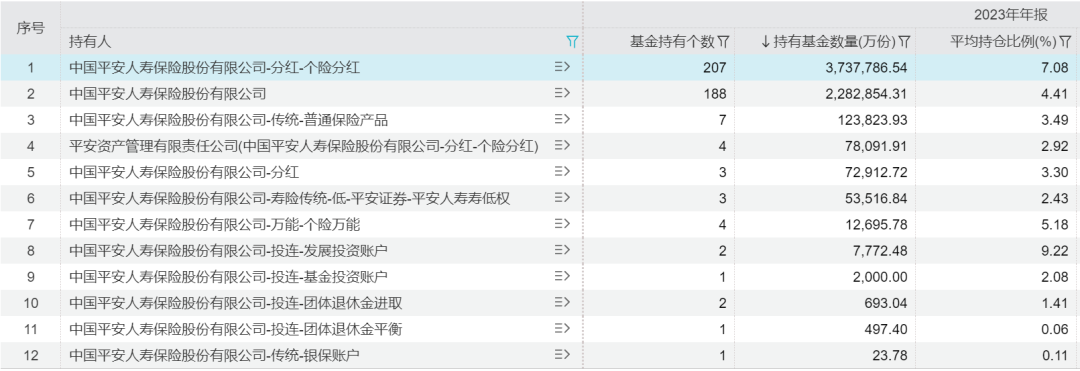 序号 2023年年报
持有人 基金持有个数 ↓持有基金数量(万份) 平均持仓比例(%)
1 中国平安人寿保险股份有限公司-分红-个险分红 207 3,737,786.54 7.08
2 中国平安人寿保险股份有限公司 188 2,282,854.31 4.41
3 中国平安人寿保险股份有限公司-传统-普通保险产品 7 123,823.93 3.49
4 平安资产管理有限责任公司(中国平安人寿保险股份有限公司-分红-个险分红) 4 78,091.91 2.92
5 中国平安人寿保险股份有限公司-分红 3 72,912.72 3.30
6 中国平安人寿保险股份有限公司-寿险传统-低-平安证券-平安人寿寿低权 3 53,516.84 2.43
7 中国平安人寿保险股份有限公司-万能-个险万能 4 12,695.78 5.18
8 中国平安人寿保险股份有限公司-投连-发展投资账户 2 7,772.48 9.22
9 中国平安人寿保险股份有限公司-投连-基金投资账户 1 2,000.00 2.08
10 中国平安人寿保险股份有限公司-投连-团体退休金进取 2 693.04 1.41
11 中国平安人寿保险股份有限公司-投连-团体退休金平衡 1 497.40 0.06
12 中国平安人寿保险股份有限公司-传统-银保账户 1 23.78 0.11